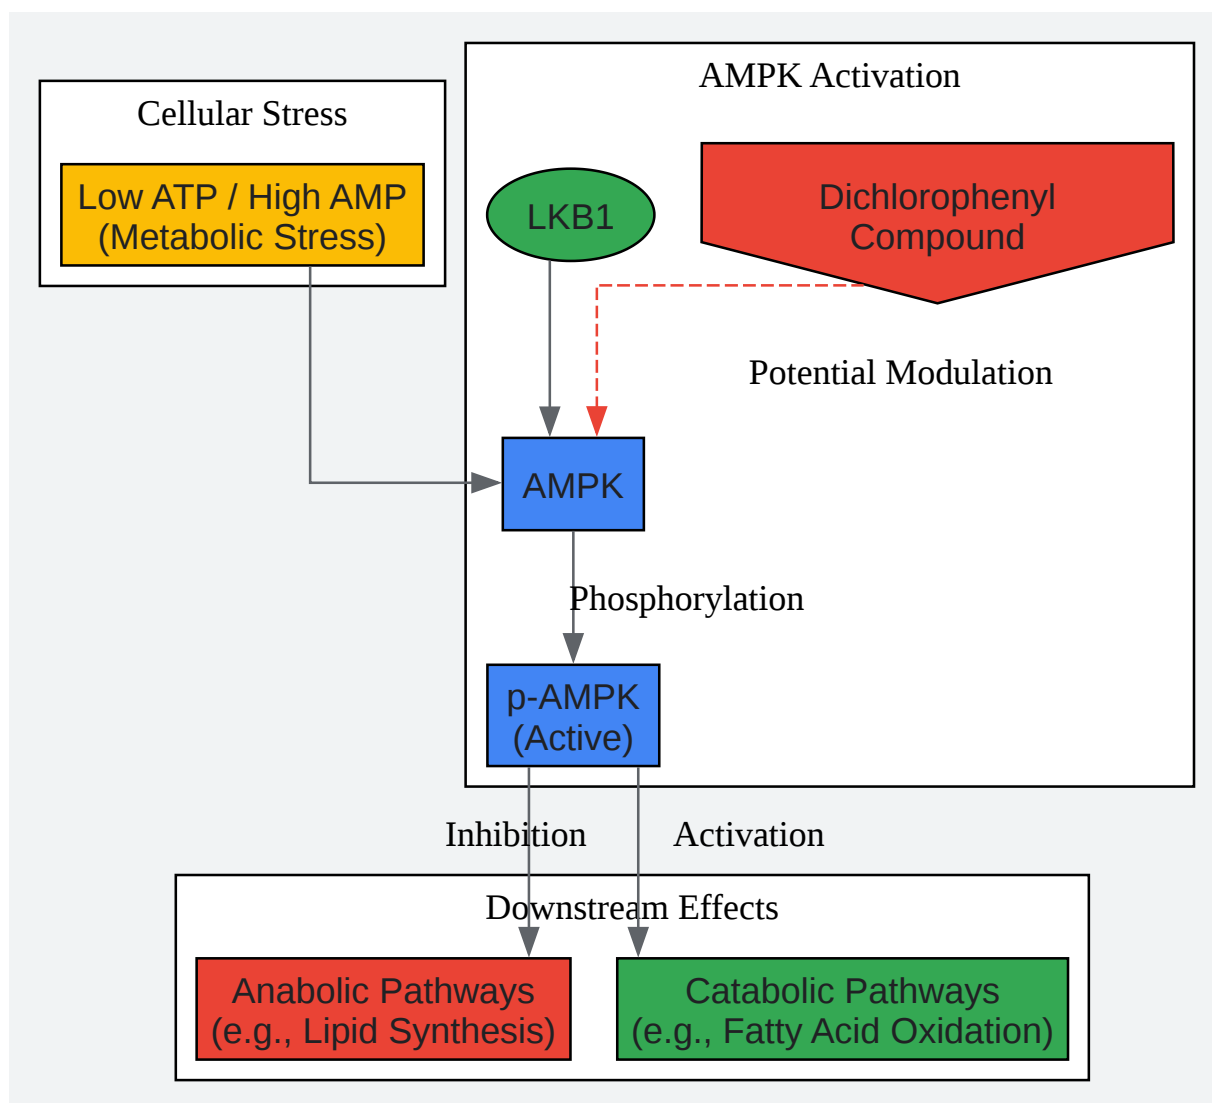 AMPK Activation
Cellular Stress
Low ATP / High AMP
(Metabolic Stress)
LKB1
Dichlorophenyl
Compound
Potential Modulation
AMPK
Phosphorylation
p-AMPK
(Active)
Inhibition
Activation
Downstream Effects
Anabolic Pathways
(e.g., Lipid Synthesis)
Catabolic Pathways
(e.g., Fatty Acid Oxidation)